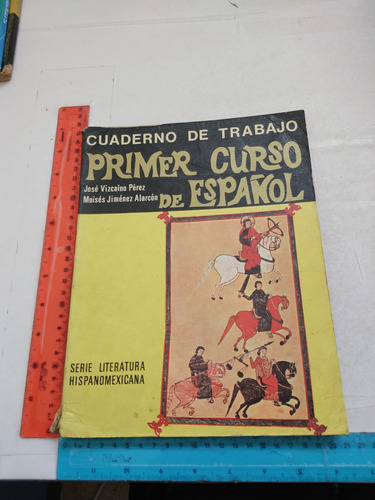 CUADERNO DE TRABAJO
PRIMER CURSO
DE ESPAÑOL
José Vizcaíno Pérez
Moisés Jiménez Alarcón
SERIE LITERATURA
HISPANOMEXICANA